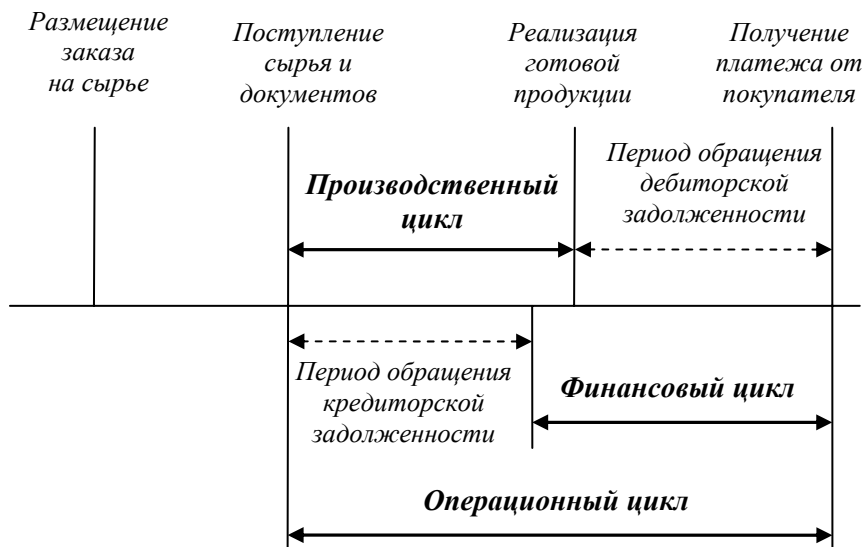 Размещение
заказа
на сырье
Поступление
сырья и
документов
Реализация
готовой
продукции
Получение
платежа от
покупателя
Производственный
цикл
Период обращения
дебиторской
задолженности
Период обращения
кредиторской
задолженности
Финансовый цикл
Операционный цикл